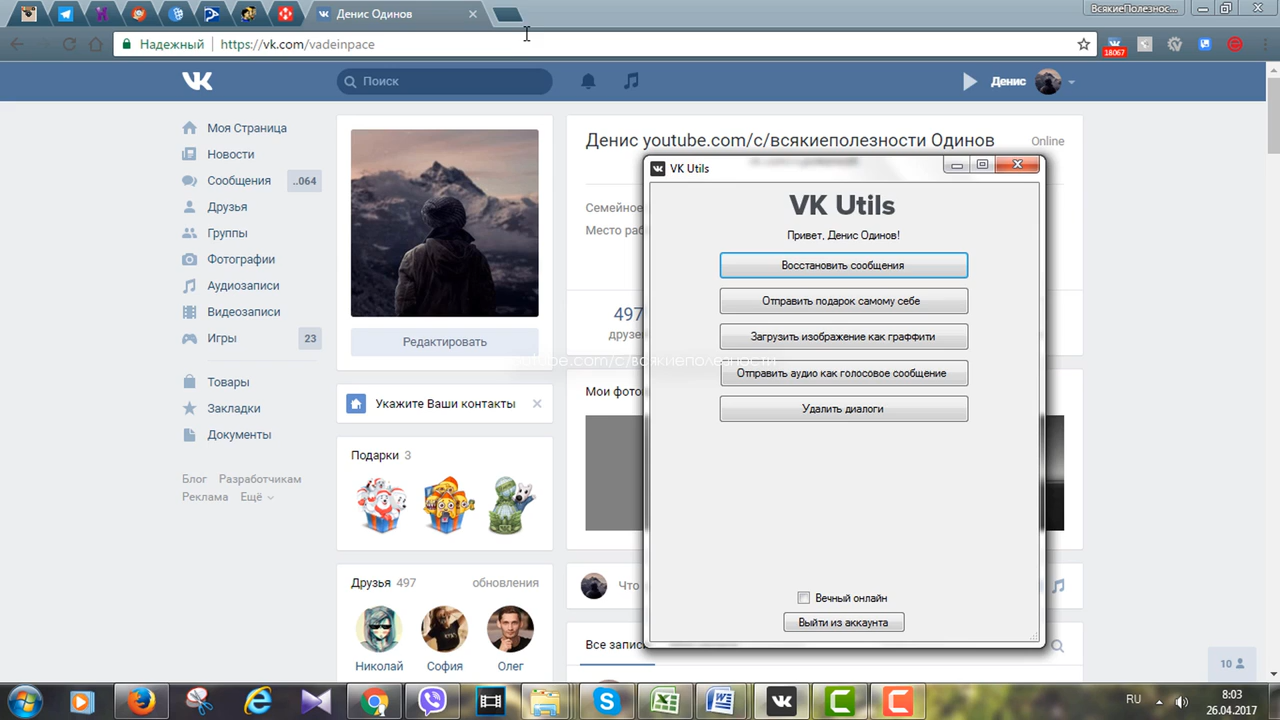 Денис Одинов
ВсякиеПолезнос...
Надежный
https://vk.com/vadeinpace
18067
Поиск
Денис
Моя Страница
Новости
Сообщения
..064
Друзья
Группы
Фотографии
Аудиозаписи
Видеозаписи
Игры
23
Товары
Закладки
Документы
Блог Разработчикам
Реклама Ещё
Редактировать
Укажите Ваши контакты
Подарки 3
Друзья 497 обновления
Николай
София
Олег
Денис youtube.com/c/всякиеполезности Одинов
Online
Семейное
Место раб
497
друзе
Мои фото
Что
Все запис
VK Utils
VK Utils
Привет, Денис Одинов!
Восстановить сообщения
Отправить подарок самому себе
Загрузить изображение как граффити
Отправить аудио как голосовое сообщение
Удалить диалоги
Вечный онлайн
Выйти из аккаунта
.com/c/всякиеполезности
10
RU
8:03
26.04.2017